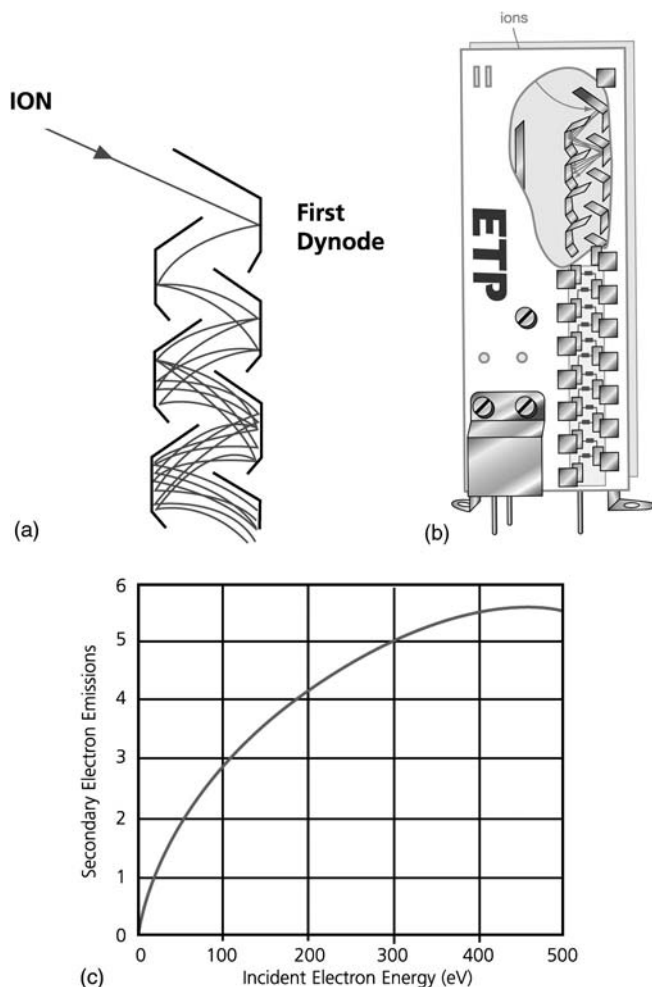 ION
First
Dynode
(a)
ions
ETP
(b)
6
5
4
3
2
1
0
Secondary Electron Emissions
0 100 200 300 400 500
Incident Electron Energy (eV)
(c)